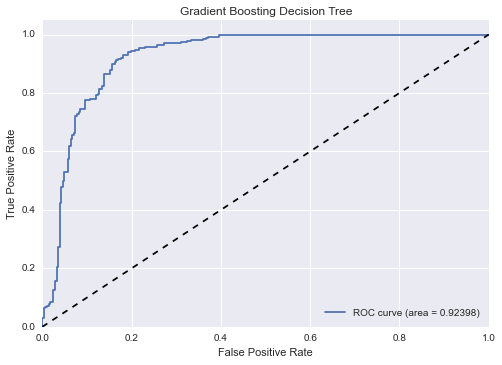 Gradient Boosting Decision Tree
1.0
0.8
0.6
0.4
0.2
0.0
True Positive Rate
ROC curve (area = 0.92398)
0.0 0.2 0.4 0.6 0.8 1.0
False Positive Rate